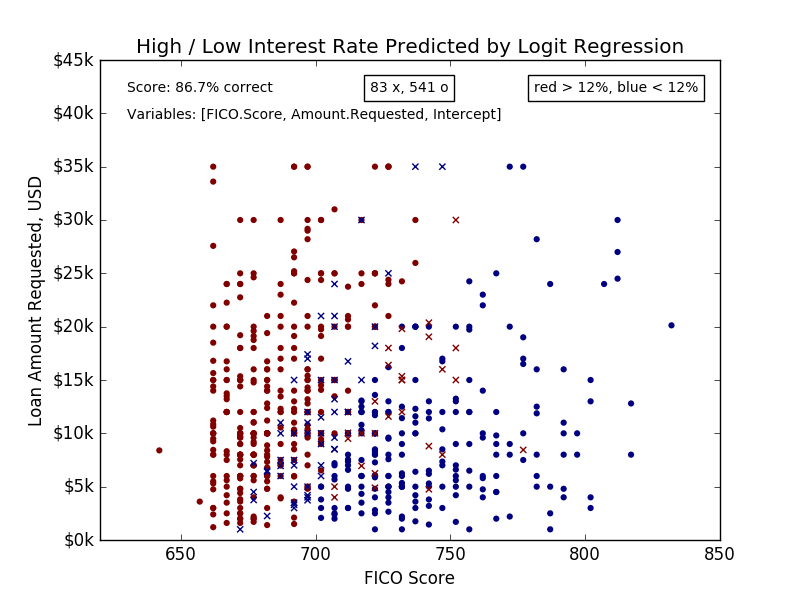 High / Low Interest Rate Predicted by Logit Regression
$45k
Score: 86.7% correct
83 x, 541 o
red > 12%, blue < 12%
Variables: [FICO.Score, Amount.Requested, Intercept]
$40k
$35k
$30k
$25k
$20k
$15k
$10k
$5k
$0k
Loan Amount Requested, USD
650
700
750
800
850
FICO Score